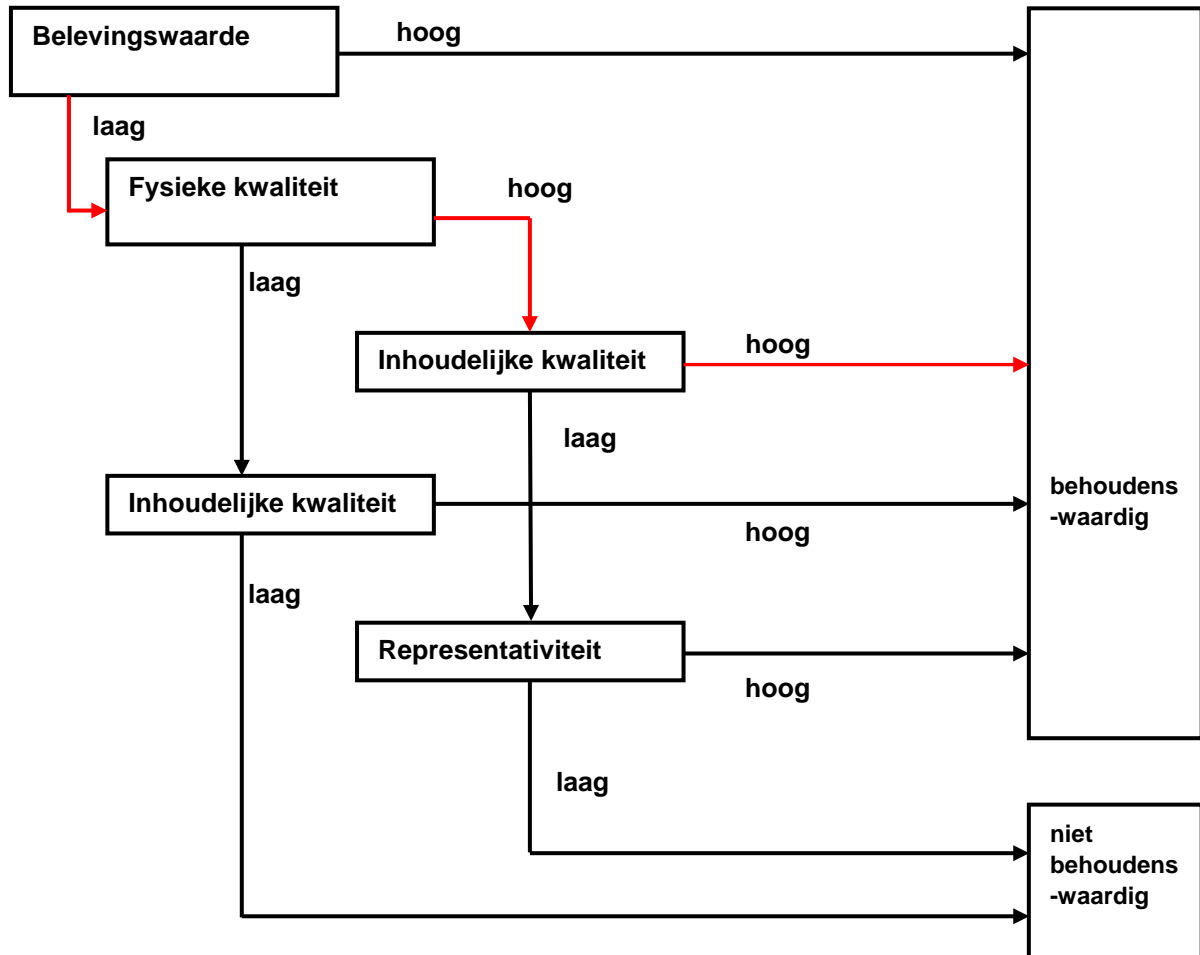 Belevingswaarde
hoog
laag
Fysieke kwaliteit
hoog
laag
Inhoudelijke kwaliteit
hoog
laag
Inhoudelijke kwaliteit
hoog
behoudens
-waardig
laag
Representativiteit
hoog
laag
niet
behoudens
-waardig